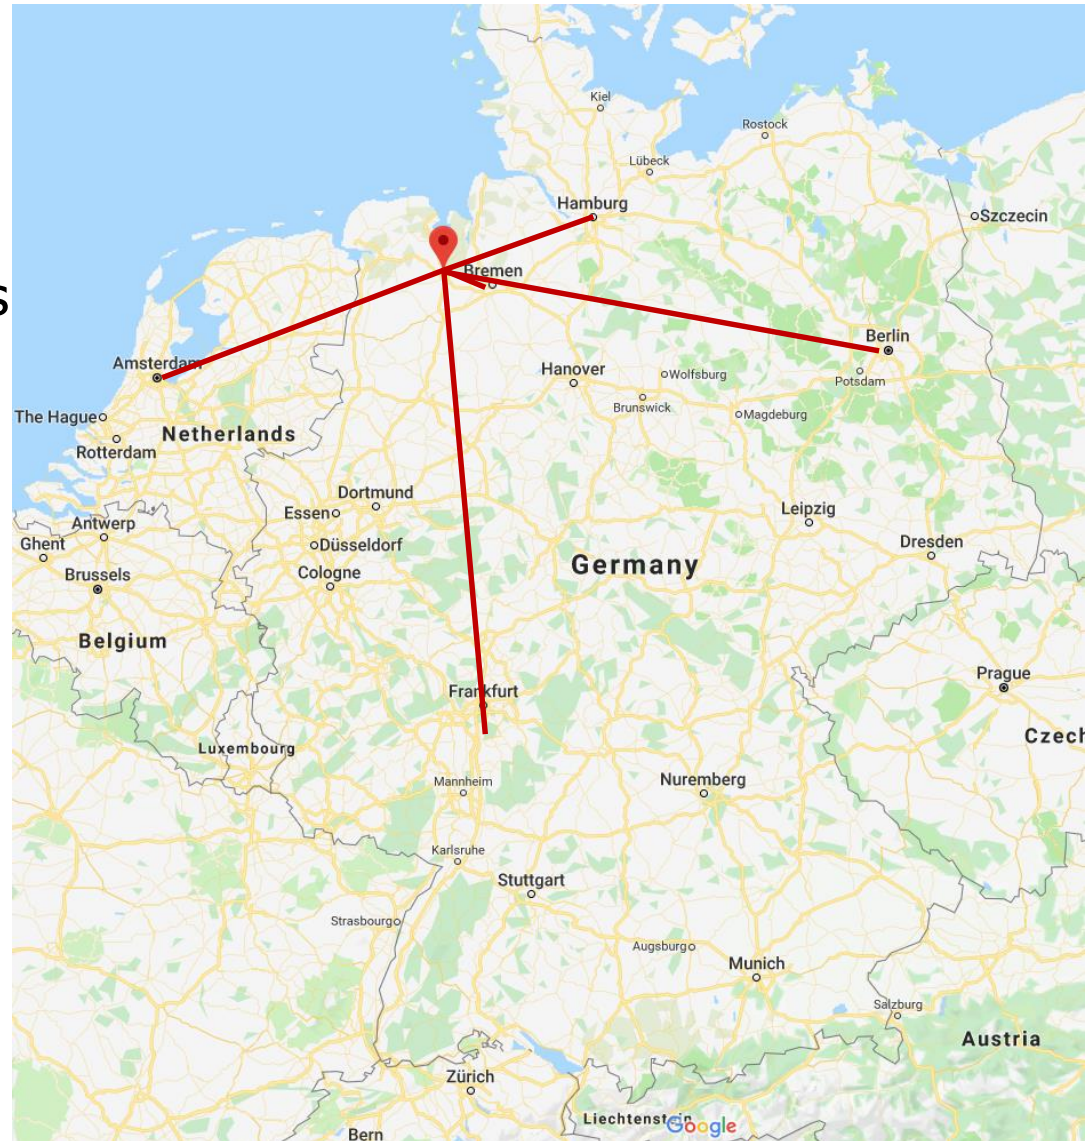 Kiel
Rostock
Lübeck
Hamburg
Szczecin
Bremen
s
Berlin
Amsterdam
Hanover
Wolfsburg
Potsdam
Brunswick
Magdeburg
The Hague
Netherlands
Rotterdam
Dortmund
Essen
Leipzig
Antwerp
Ghent
Düsseldorf
Dresden
Germany
Cologne
Brussels
Belgium
Prague
Frankfurt
Czech
Luxembourg
Nuremberg
Mannheim
Karlsruhe
Stuttgart
Strasbourg
Augsburg
Munich
Salzburg
Austria
Zürich
Liechtenstein
Google
Bern